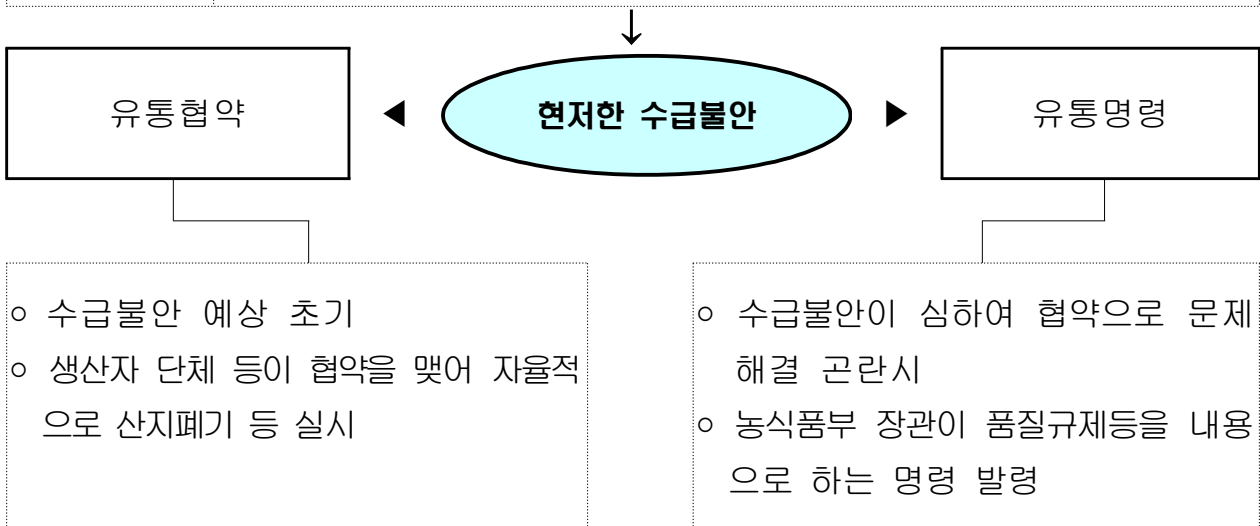 ↓
유통협약 ◀ 현저한 수급불안 ▶ 유통명령
○ 수급불안 예상 초기
○ 생산자 단체 등이 협약을 맺어 자율적
으로 산지폐기 등 실시
○ 수급불안이 심하여 협약으로 문제
해결 곤란시
○ 농식품부 장관이 품질규제등을 내용
으로 하는 명령 발령